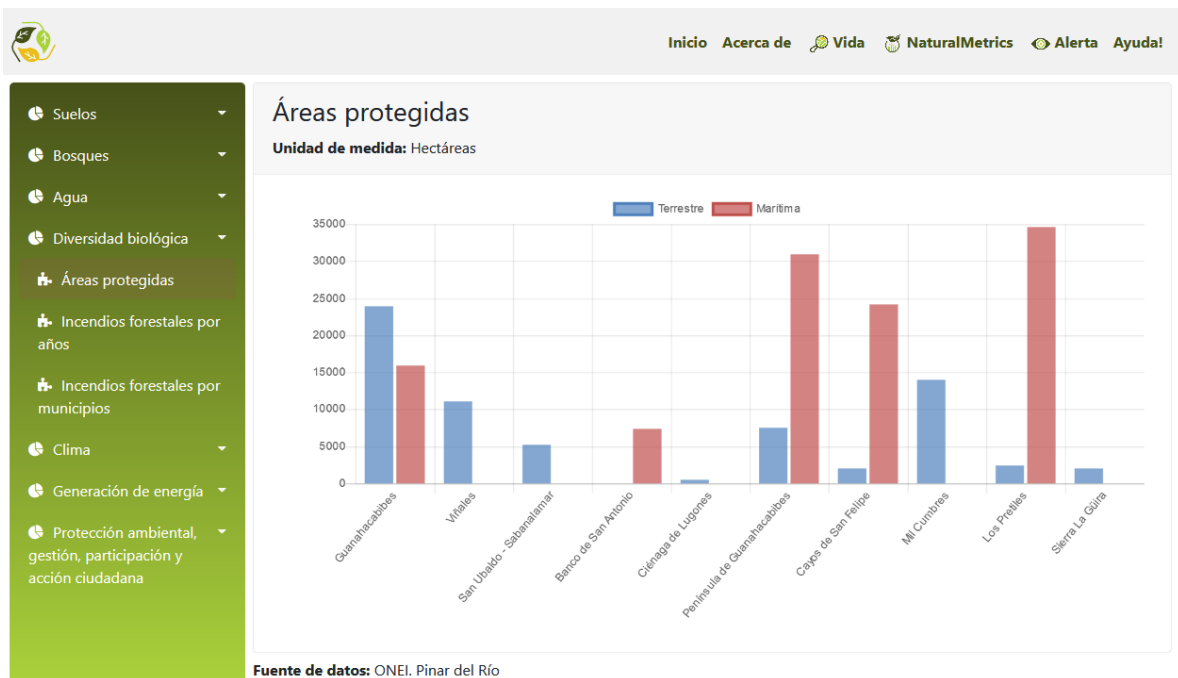 Inicio Acerca de Vida NaturalMetrics Alerta Ayuda!
Suelos
Bosques
Agua
Diversidad biológica
Áreas protegidas
Incendios forestales por
años
Incendios forestales por
municipios
Clima
Generación de energía
Protección ambiental,
gestión, participación y
acción ciudadana
Áreas protegidas
Unidad de medida: Hectáreas
Terrestre Marítima
35000
30000
25000
20000
15000
10000
5000
0
Guanahacabibes
Viñales
San Ubaldo - Sabanalamar
Banco de San Antonio
Ciénaga de Lugones
Península de Guanahacabibes
Cayos de San Felipe
Mil Cumbres
Los Pretiles
Sierra La Güira
Fuente de datos: ONEI. Pinar del Río